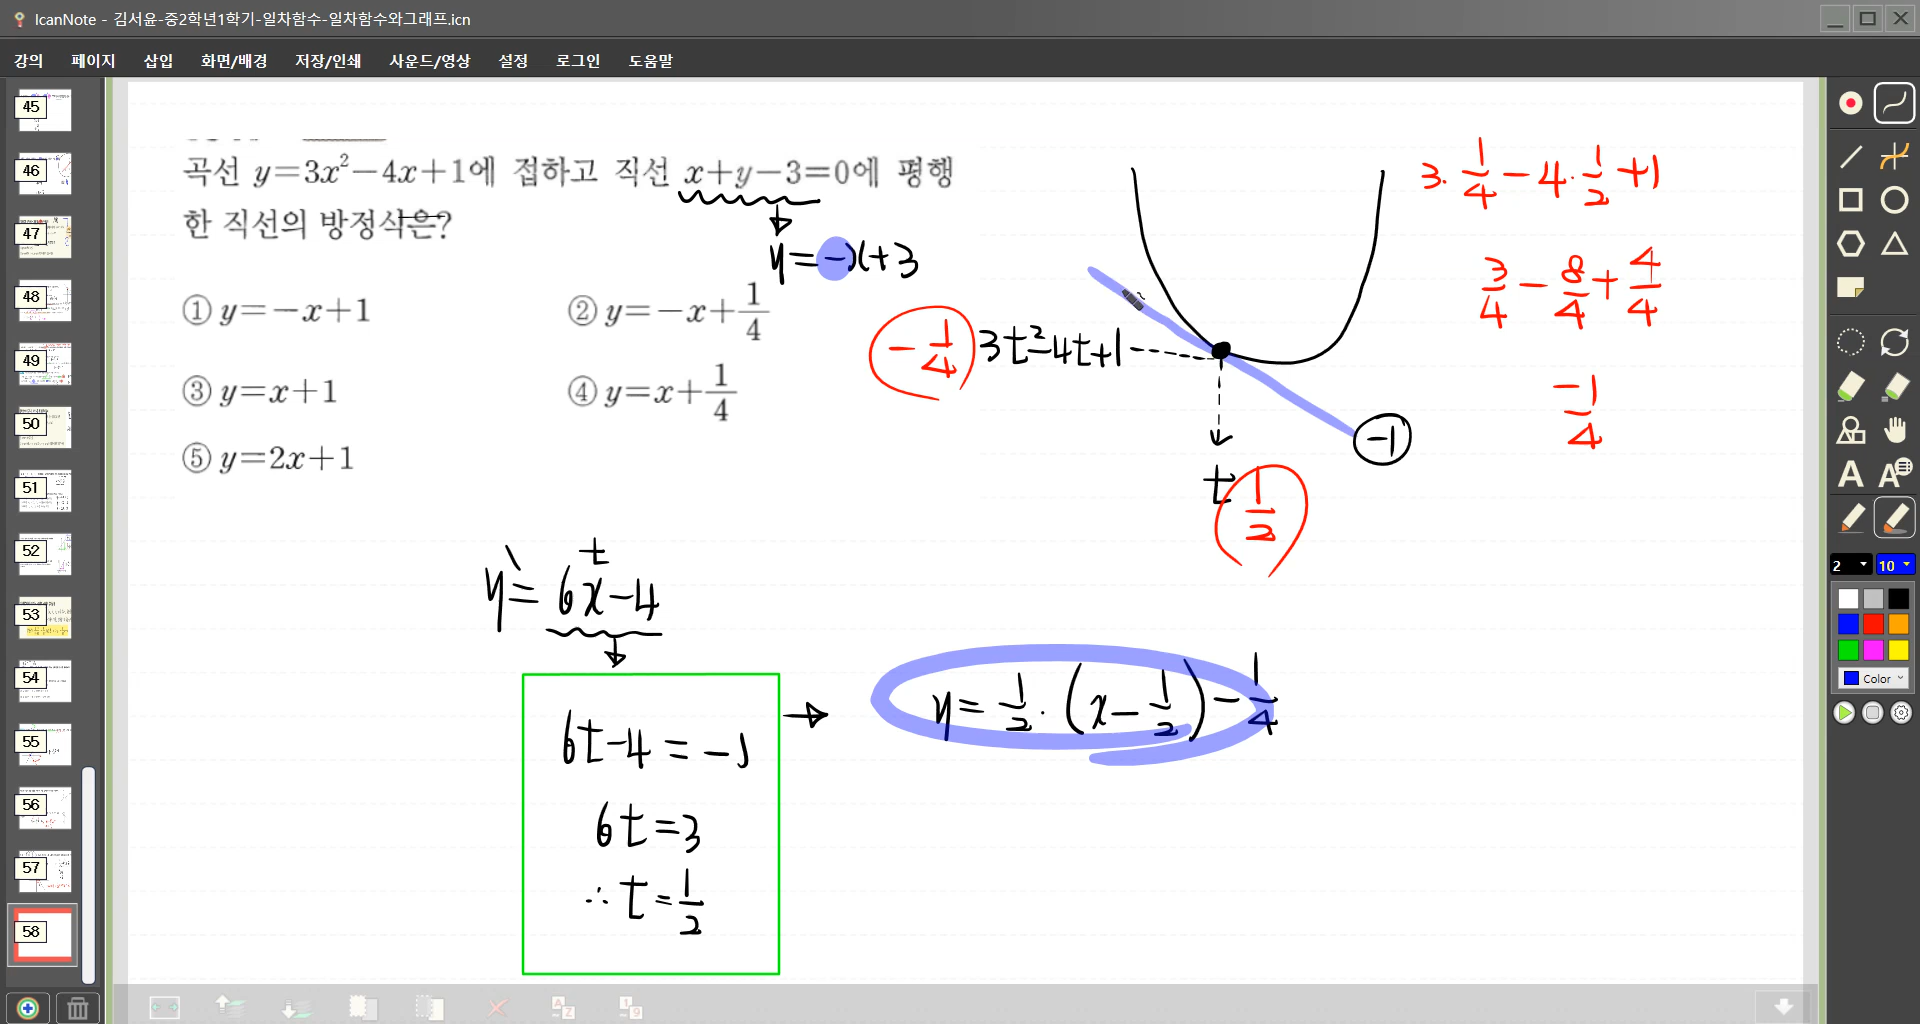 IcanNote - 김서윤-중2학년1학기-일차함수-일차함수와그래프.icn
강의 페이지 삽입 화면/배경 저장/인쇄 사운드/영상 설정 로그인 도움말
45
46
47
48
49
50
51
52
53
54
55
56
57
58
곡선 y=3x²-4x+1에 접하고 직선 x+y-3=0에 평행
한 직선의 방정식은?
y=-x+3
① y=-x+1
② y=-x+1/4
③ y=x+1
④ y=x+1/4
⑤ y=2x+1
-1/4
3t²-4t+1
-1
t
1/2
3·1/4-4·1/2+1
3/4-8/4+4/4
-1/4
t
y'=6x-4
6t-4=-1
6t=3
∴t=1/2
y=1/2·(x-1/2)-1/4
2
10
Color